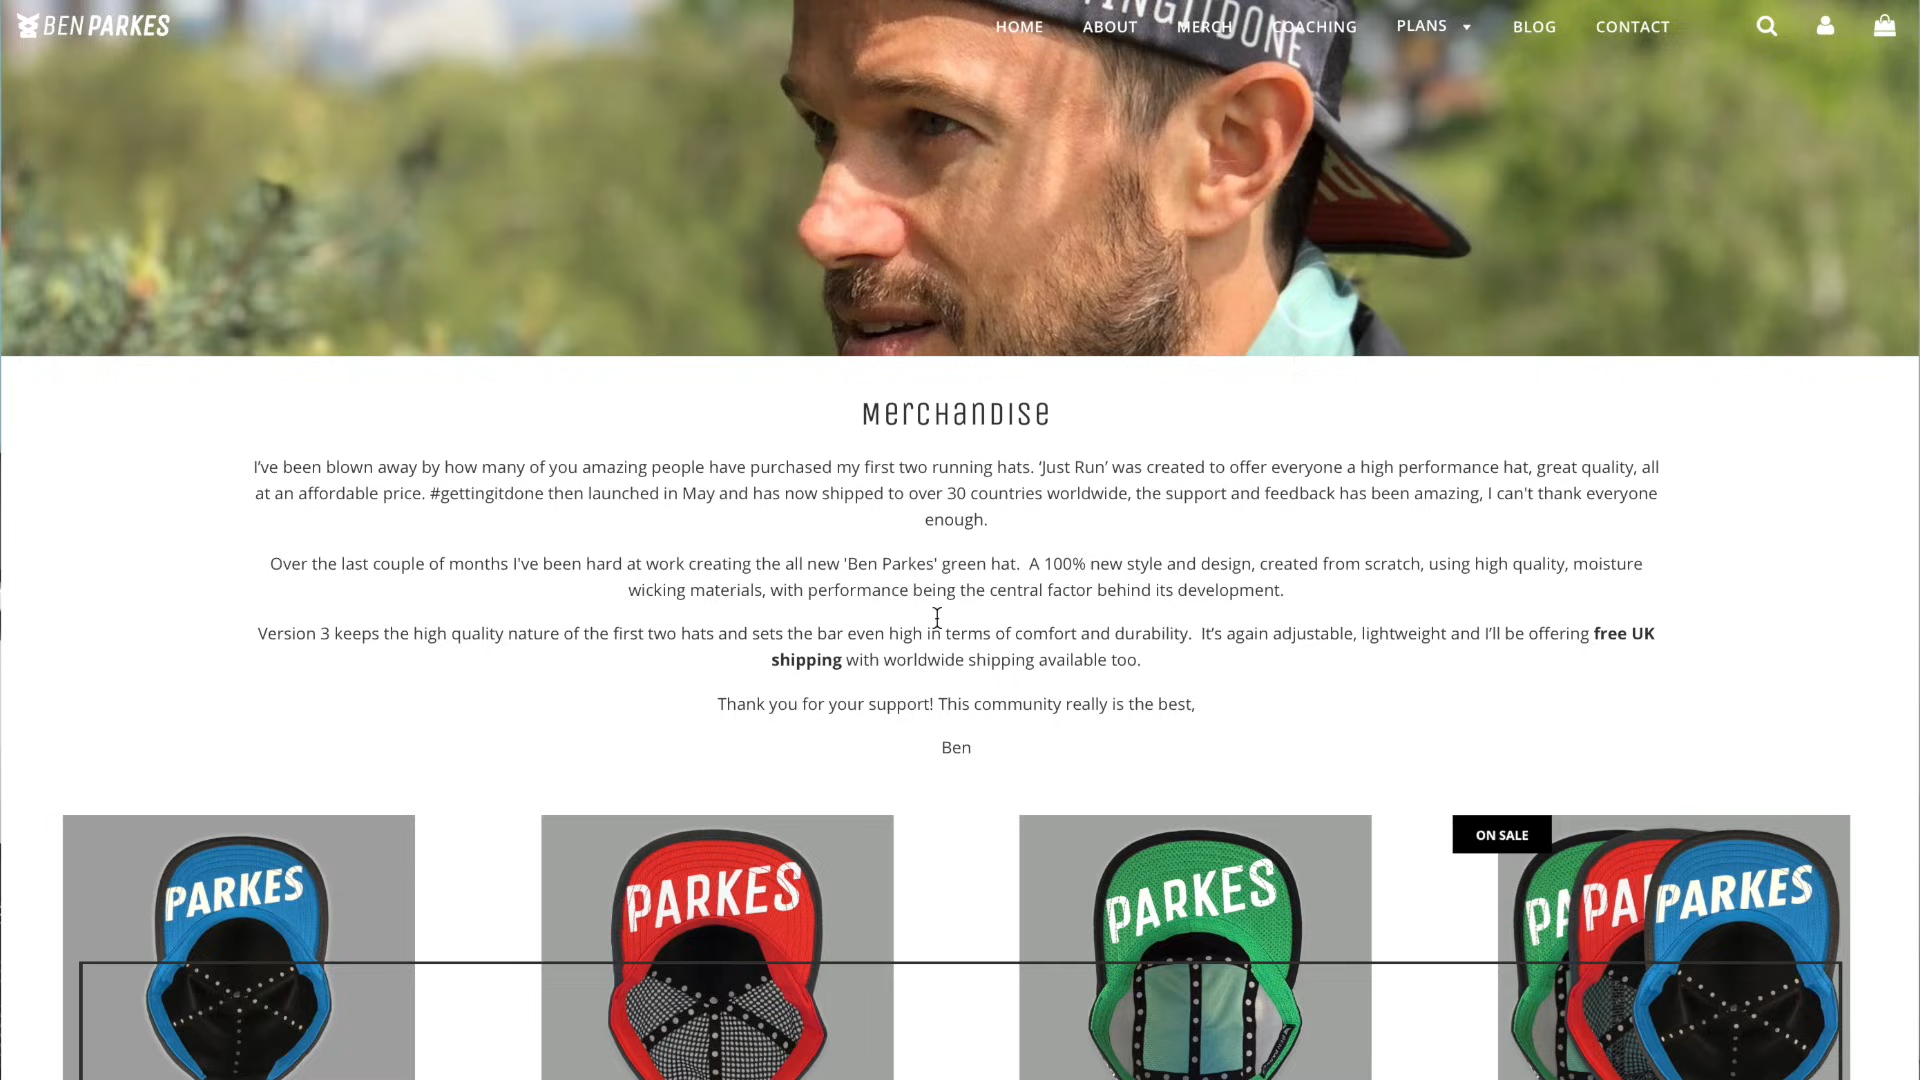 BEN PARKES
HOME ABOUT MERCH COACHING PLANS BLOG CONTACT
TINGITDONE
Merchandise
I’ve been blown away by how many of you amazing people have purchased my first two running hats. ‘Just Run’ was created to offer everyone a high performance hat, great quality, all
at an affordable price. #gettingitdone then launched in May and has now shipped to over 30 countries worldwide, the support and feedback has been amazing, I can't thank everyone
enough.
Over the last couple of months I've been hard at work creating the all new 'Ben Parkes' green hat.  A 100% new style and design, created from scratch, using high quality, moisture
wicking materials, with performance being the central factor behind its development.
Version 3 keeps the high quality nature of the first two hats and sets the bar even high in terms of comfort and durability.  It’s again adjustable, lightweight and I’ll be offering free UK
shipping with worldwide shipping available too.
Thank you for your support! This community really is the best,
Ben
ON SALE
PARKES
PARKES
PARKES
PA PA PARKES